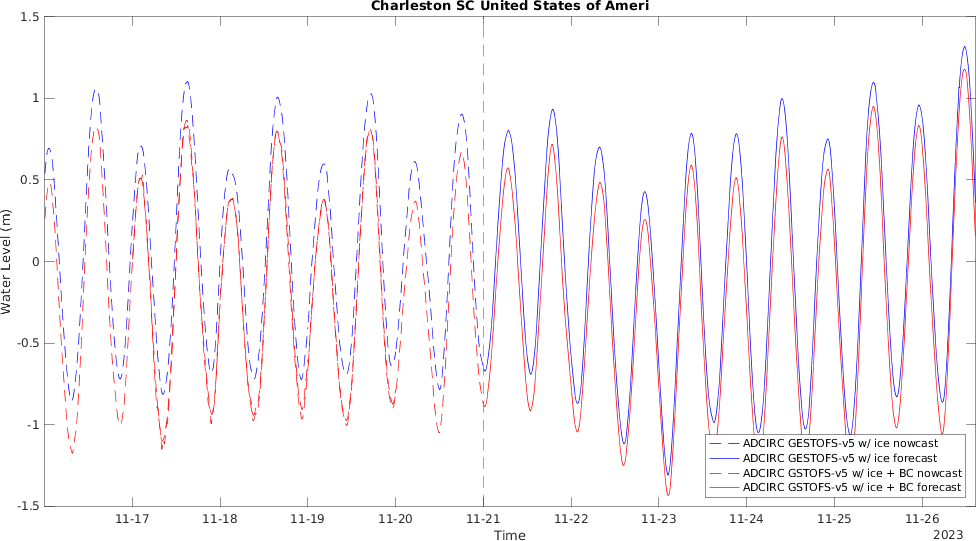 Charleston SC United States of Ameri
1.5
1
0.5
0
-0.5
-1
-1.5
Water Level (m)
ADCIRC GESTOFS-v5 w/ ice nowcast
ADCIRC GESTOFS-v5 w/ ice forecast
ADCIRC GSTOFS-v5 w/ ice + BC nowcast
ADCIRC GSTOFS-v5 w/ ice + BC forecast
11-17 11-18 11-19 11-20 11-21 11-22 11-23 11-24 11-25 11-26
Time
2023